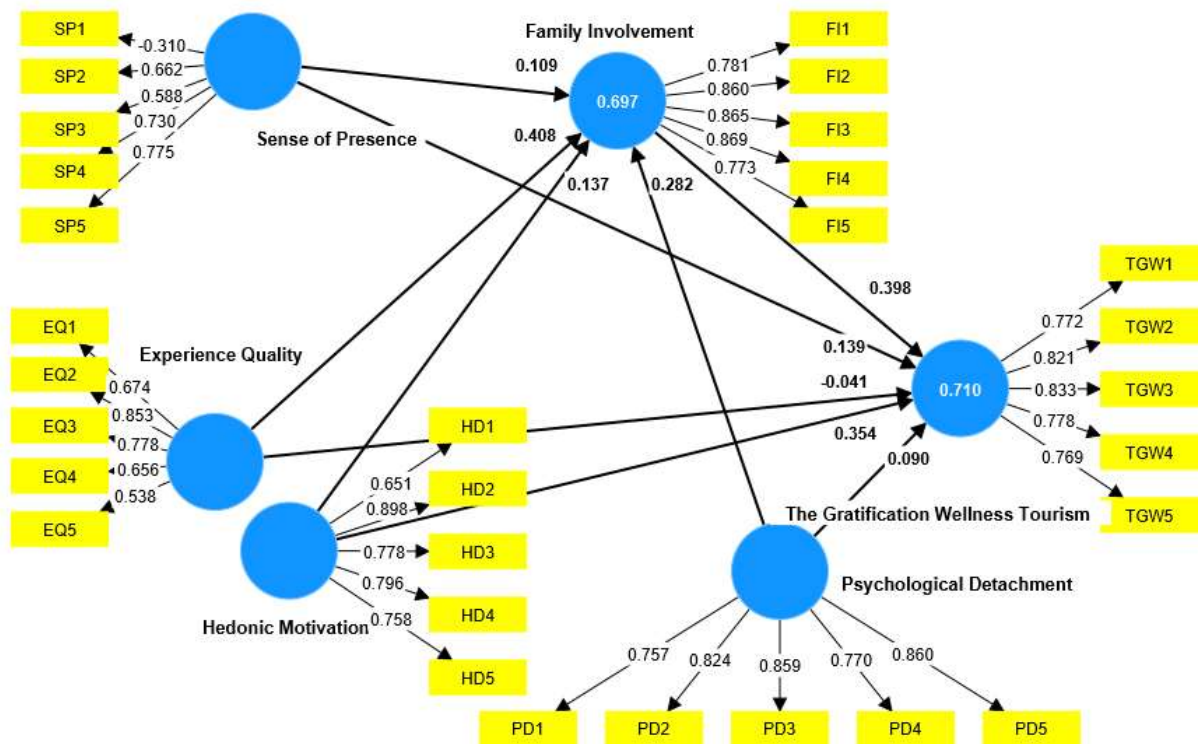 SP1
-0.310
SP2
0.662
0.588
SP3
0.730
SP4
0.775
SP5
Sense of Presence
Family Involvement
0.697
0.109
0.408
0.137
0.282
FI1
0.781
FI2
0.860
0.865
FI3
0.869
FI4
0.773
FI5
0.398
0.139
-0.041
0.354
0.090
0.710
TGW1
0.772
TGW2
0.821
0.833
TGW3
0.778
TGW4
0.769
TGW5
The Gratification Wellness Tourism
EQ1
Experience Quality
EQ2
0.674
0.853
EQ3
0.778
EQ4
0.656
0.538
EQ5
HD1
0.651
HD2
0.898
0.778
HD3
0.796
HD4
0.758
HD5
Hedonic Motivation
Psychological Detachment
0.757
0.824
0.859
0.770
0.860
PD1
PD2
PD3
PD4
PD5